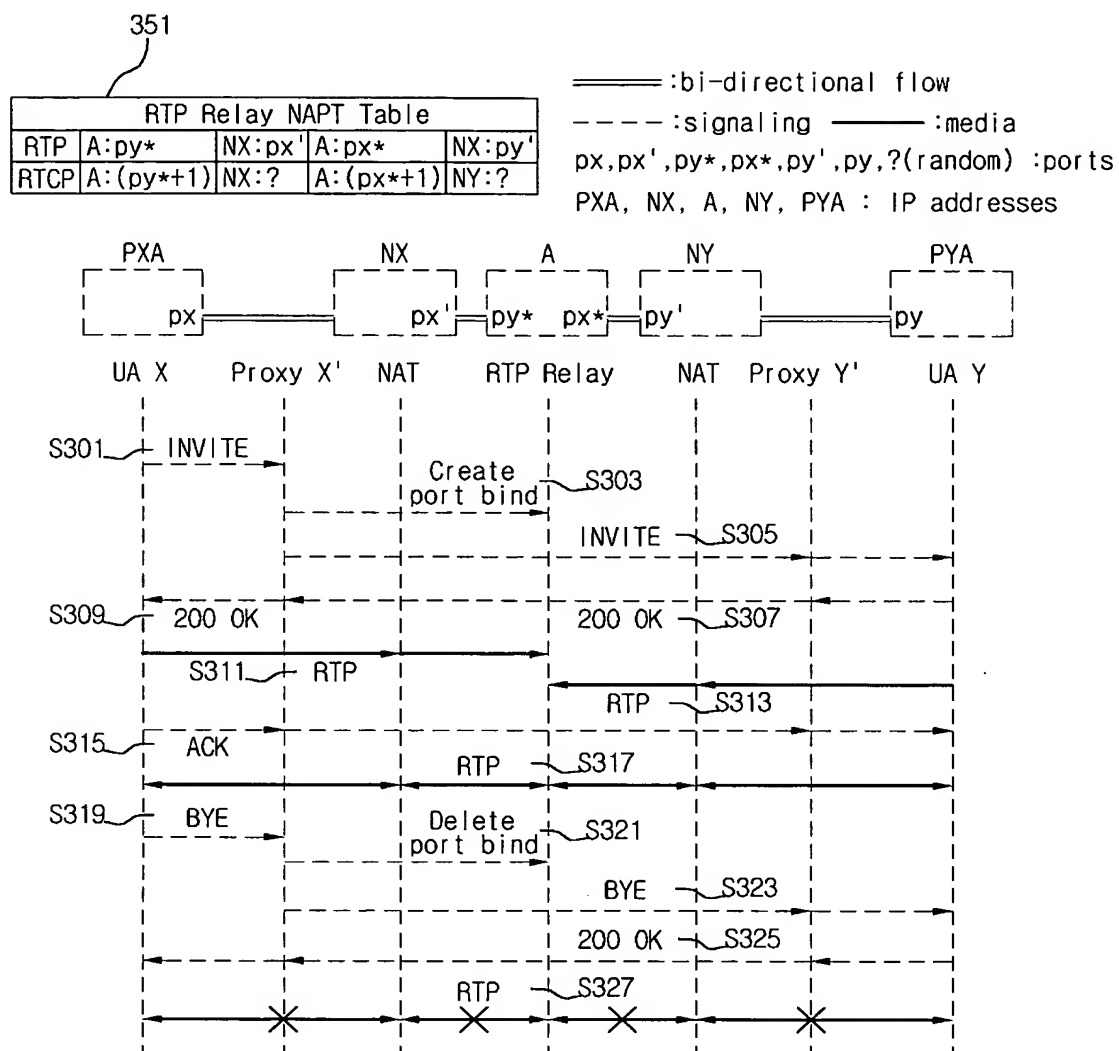 351
RTP Relay NAPT Table
RTP A:py* NX:px' A:px* NX:py'
RTCP A:(py*+1) NX:? A:(px*+1) NY:?
:bi-directional flow
:signaling :media
px,px',py*,px*,py',py,?(random) :ports
PXA, NX, A, NY, PYA : IP addresses
PXA NX A NY PYA
px px' py* px* py' py
UA X Proxy X' NAT RTP Relay NAT Proxy Y' UA Y
S301 INVITE
Create port bind S303
INVITE S305
S309 200 OK 200 OK S307
S311 RTP
RTP S313
S315 ACK
RTP S317
S319 BYE
Delete port bind S321
BYE S323
200 OK S325
RTP S327